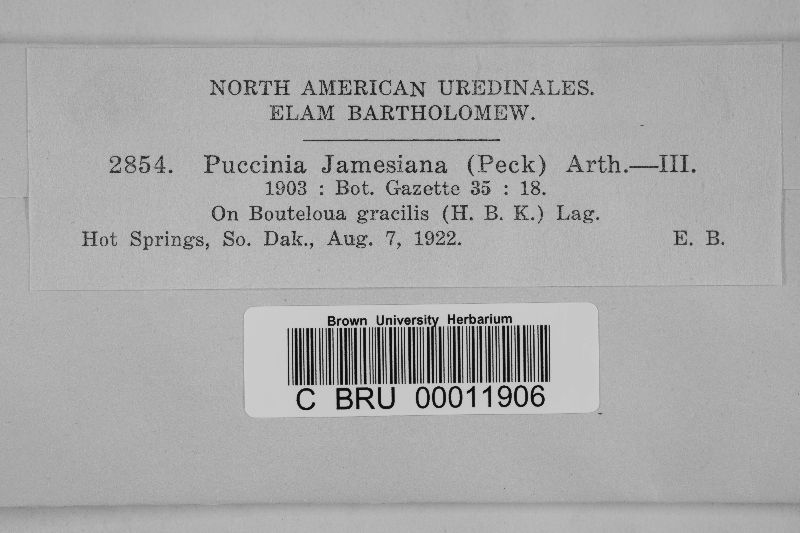 NORTH AMERICAN UREDINALES.
ELAM BARTHOLOMEW.
2854. Puccinia Jamesiana (Peck) Arth.—III.
1903 : Bot. Gazette 35 : 18.
On Bouteloua gracilis (H. B. K.) Lag.
Hot Springs, So. Dak., Aug. 7, 1922. E. B.
Brown University Herbarium
C BRU 00011906